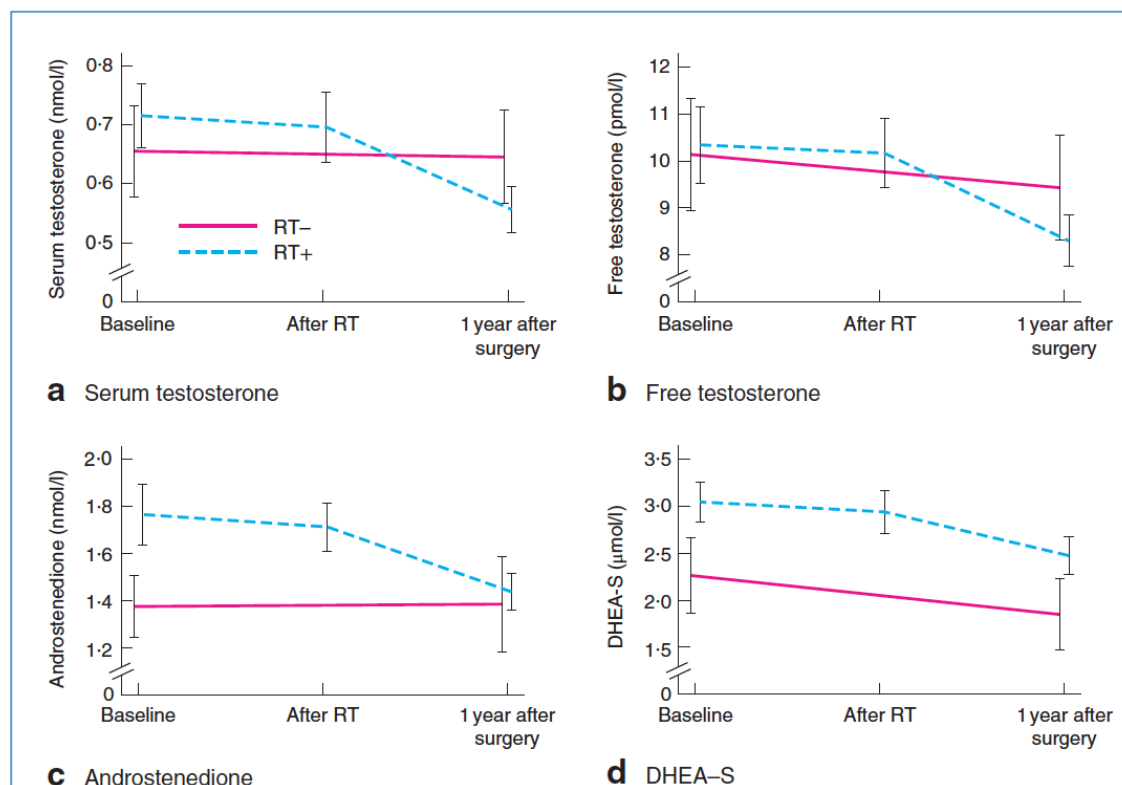 Serum testosterone (nmol/l)
0·8
0·7
0·6
0·5
0
RT–
RT+
Baseline
After RT
1 year after
surgery
a Serum testosterone
Free testosterone (pmol/l)
12
11
10
9
8
0
Baseline
After RT
1 year after
surgery
b Free testosterone
Androstenedione (nmol/l)
2·0
1·8
1·6
1·4
1·2
0
Baseline
After RT
1 year after
surgery
c Androstenedione
DHEA-S (μmol/l)
3·5
3·0
2·5
2·0
1·5
0
Baseline
After RT
1 year after
surgery
d DHEA–S